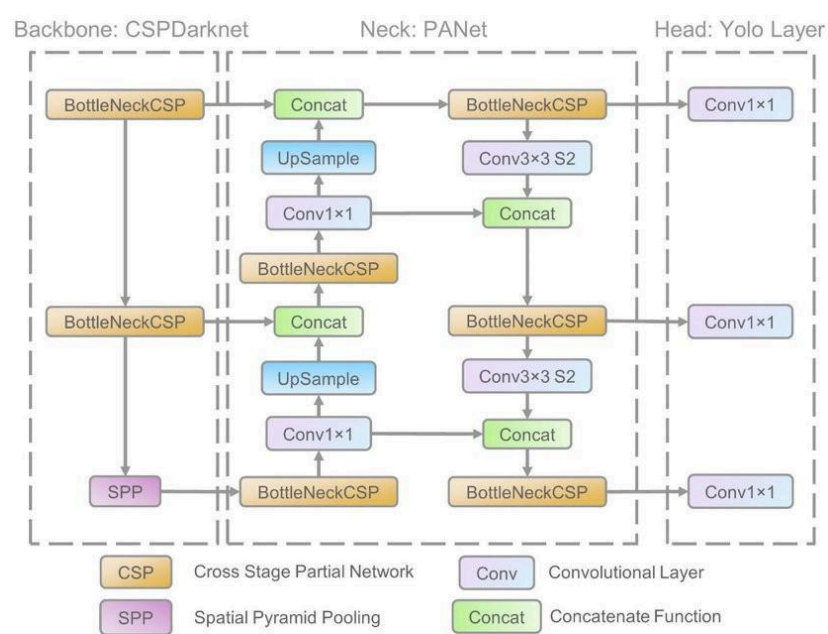 Backbone: CSPDarknet Neck: PANet Head: Yolo Layer
BottleNeckCSP Concat BottleNeckCSP Conv1×1
UpSample Conv3×3 S2
Conv1×1 Concat
BottleNeckCSP
BottleNeckCSP Concat BottleNeckCSP Conv1×1
UpSample Conv3×3 S2
Conv1×1 Concat
SPP BottleNeckCSP BottleNeckCSP Conv1×1
CSP Cross Stage Partial Network Conv Convolutional Layer
SPP Spatial Pyramid Pooling Concat Concatenate Function